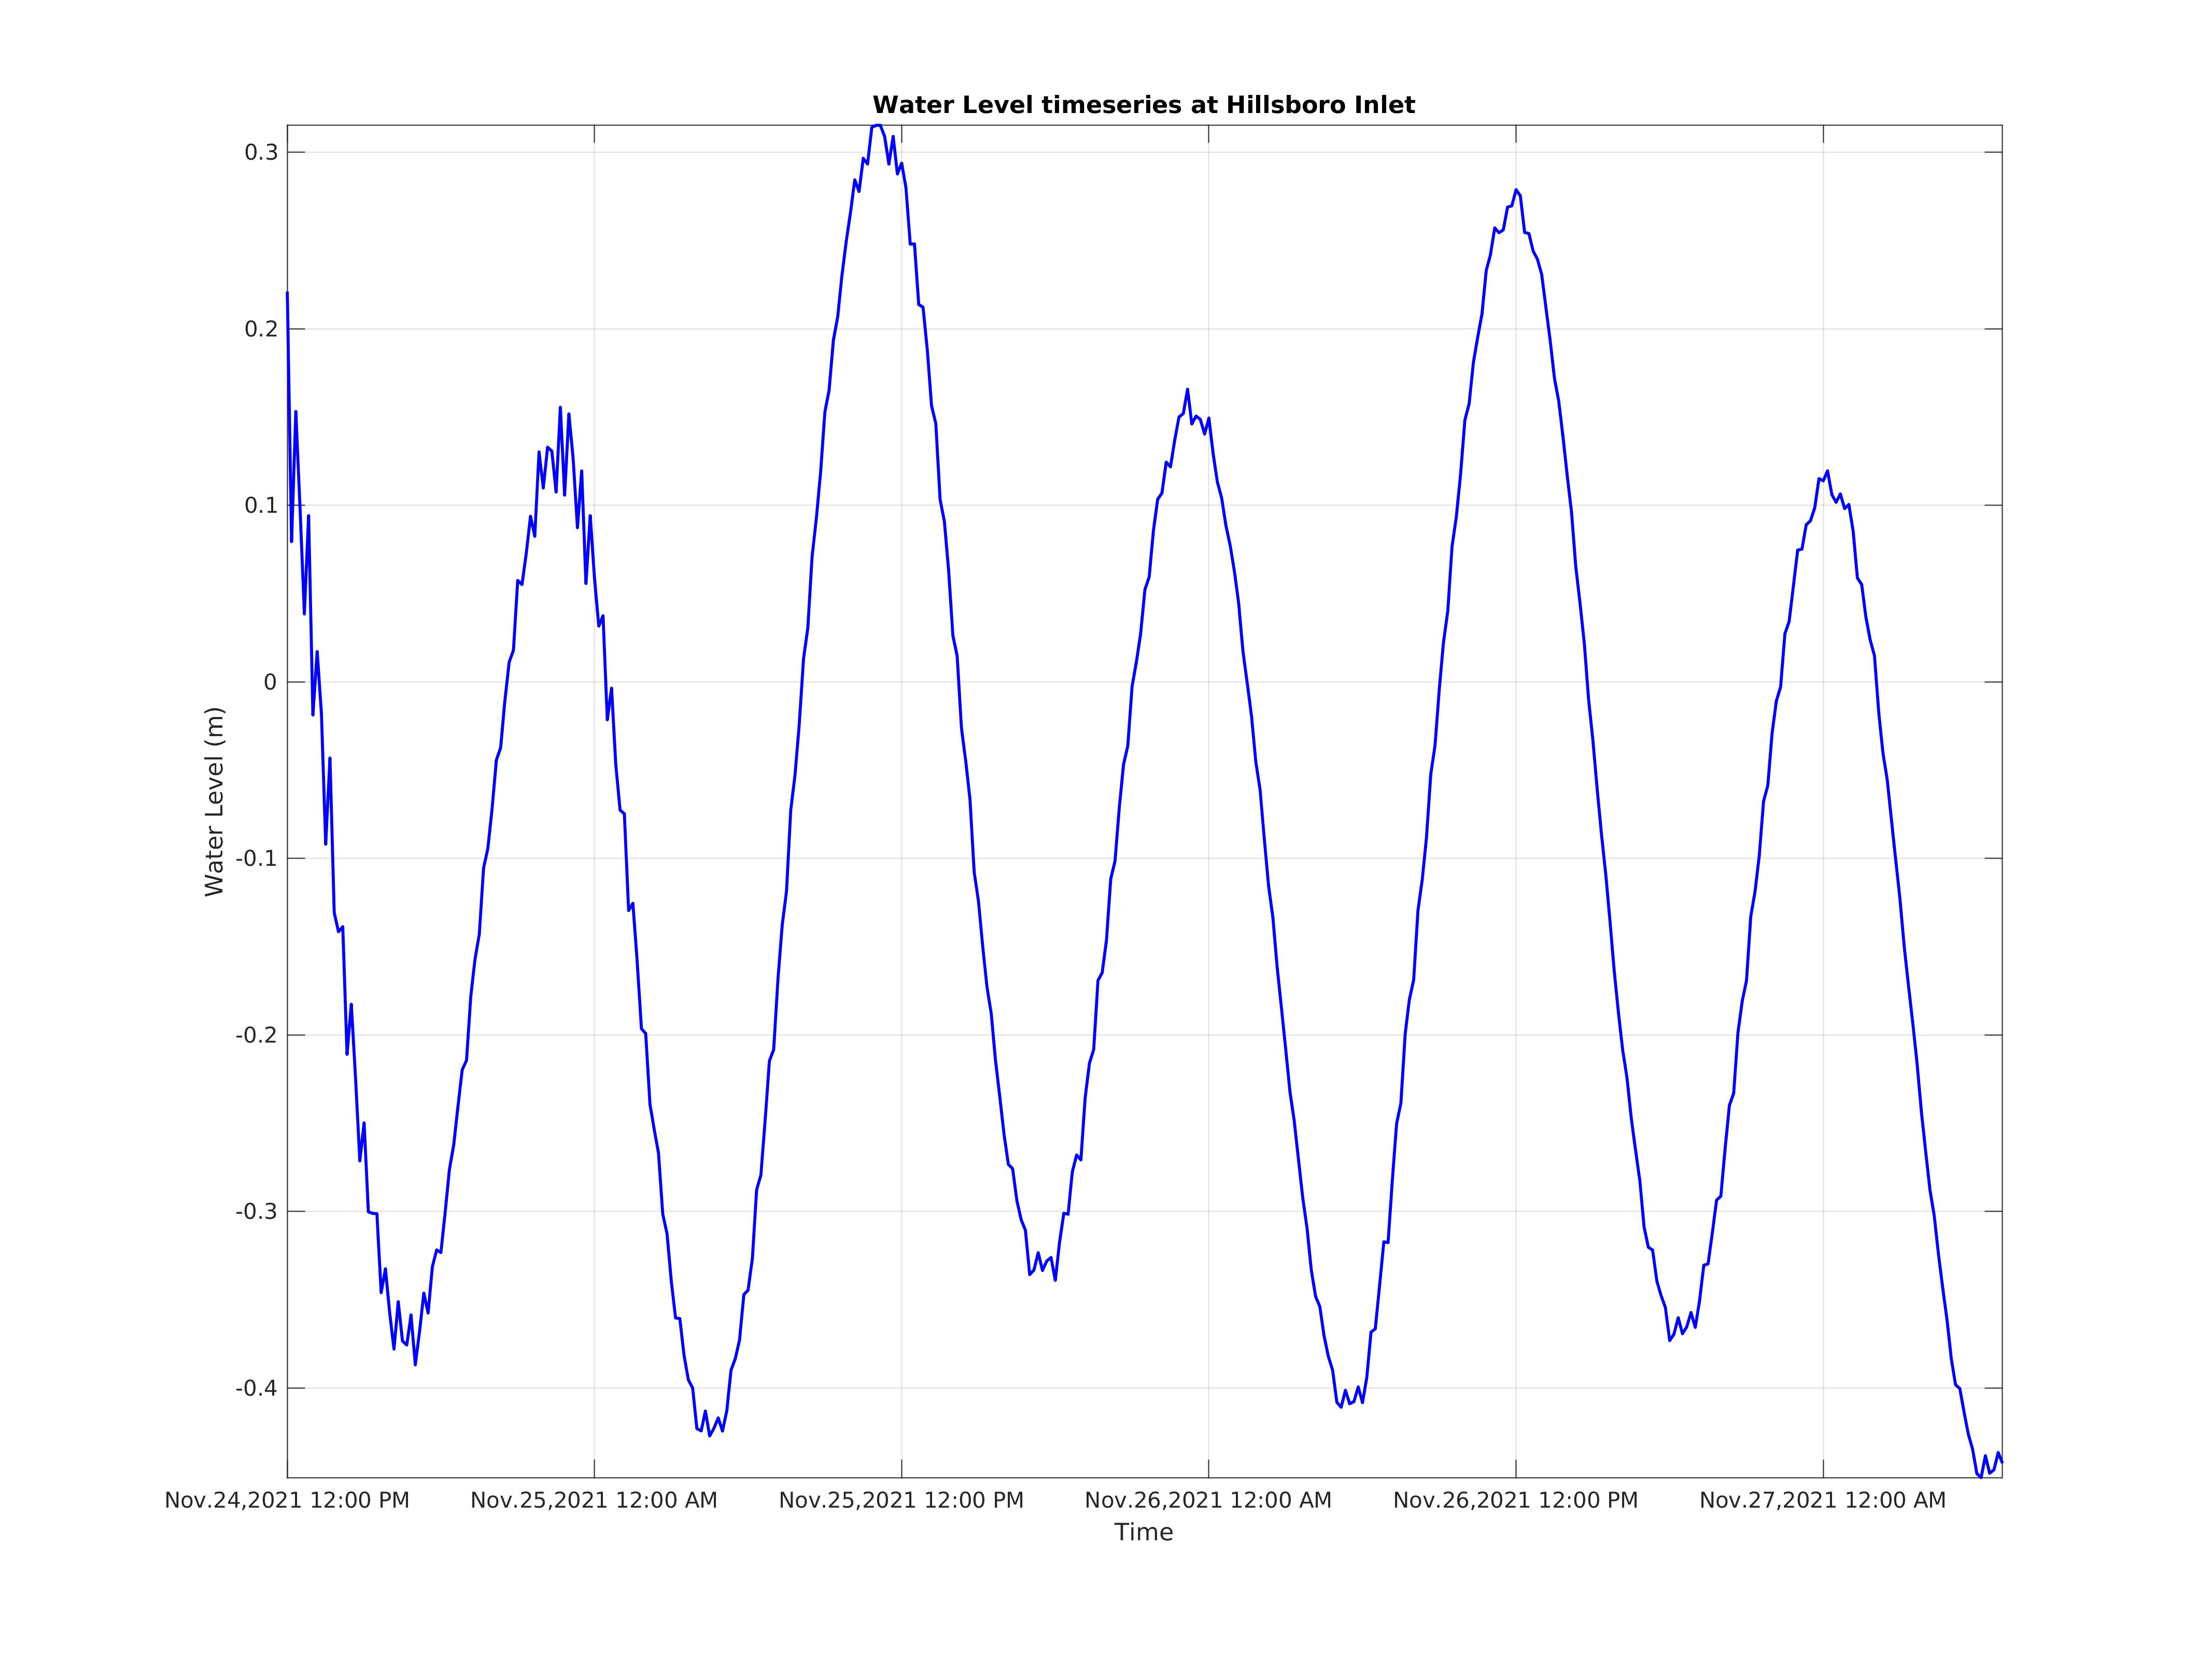 Water Level timeseries at Hillsboro Inlet
0.3
0.2
0.1
0
-0.1
-0.2
-0.3
-0.4
Water Level (m)
Nov.24,2021 12:00 PM Nov.25,2021 12:00 AM Nov.25,2021 12:00 PM Nov.26,2021 12:00 AM Nov.26,2021 12:00 PM Nov.27,2021 12:00 AM
Time